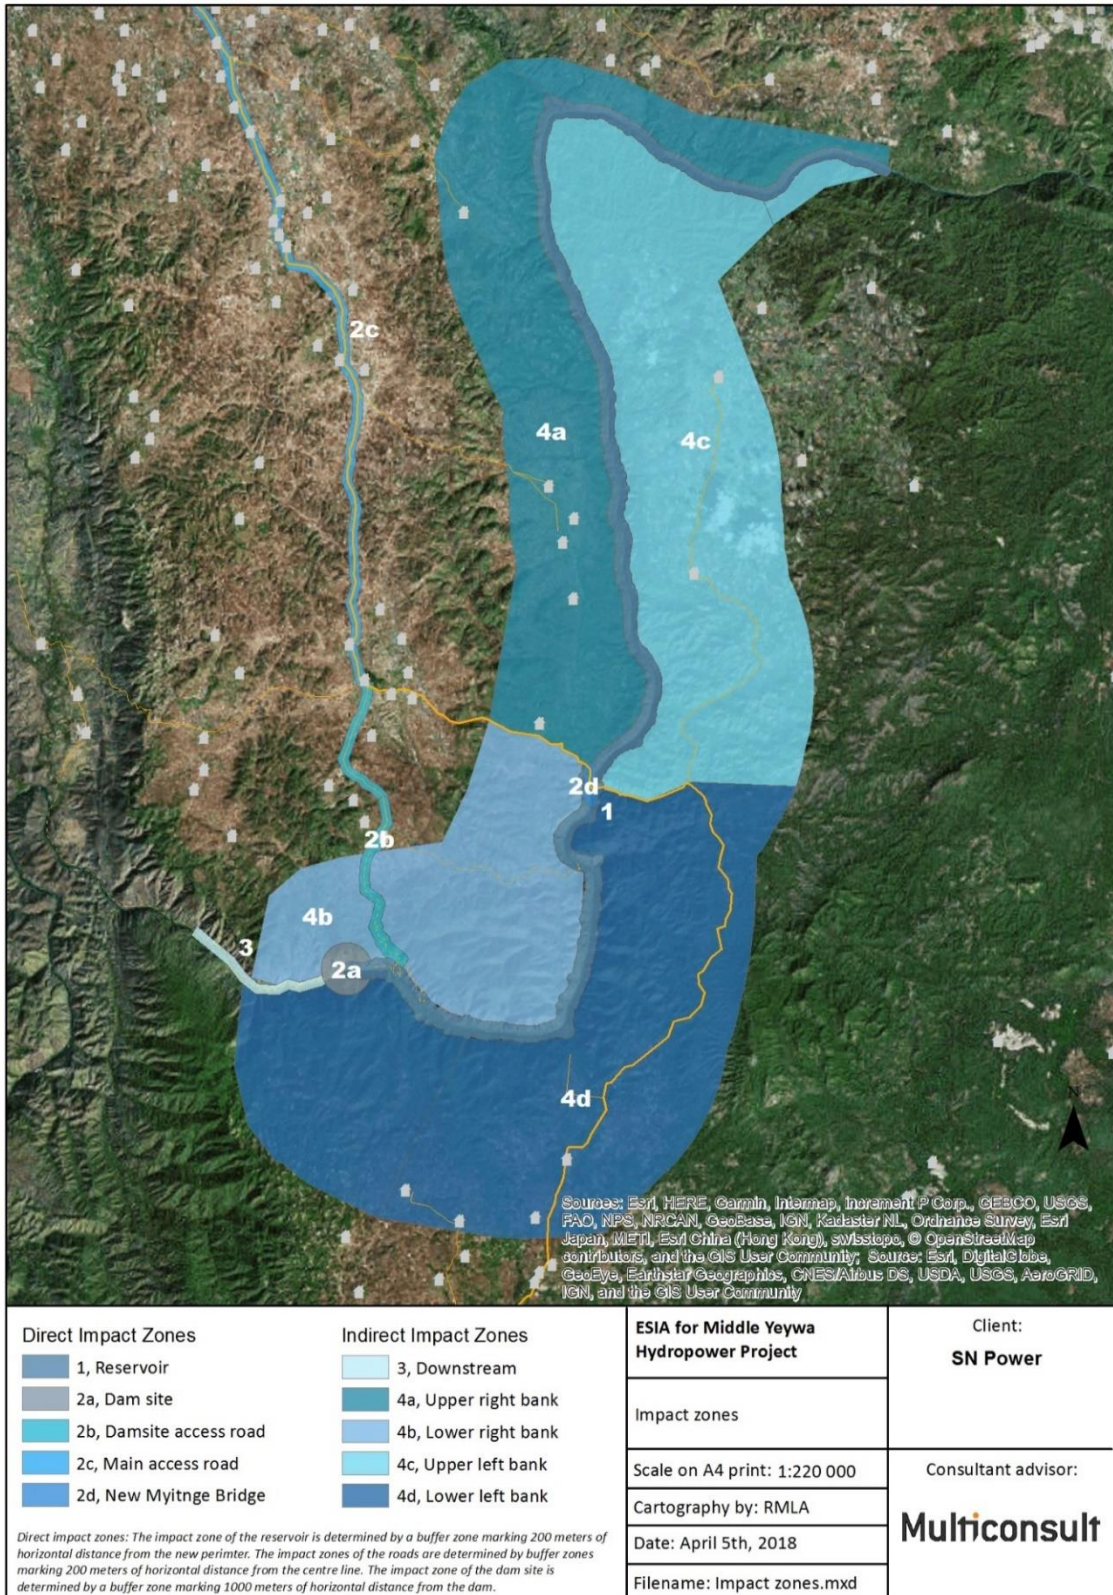 2c
4a
4c
2d
1
2b
4b
3
2a
4d
N
Sources: Esri, HERE, Garmin, Intermap, increment P Corp., GEBCO, USGS,
FAO, NPS, NRCAN, GeoBase, IGN, Kadaster NL, Ordnance Survey, Esri
Japan, METI, Esri China (Hong Kong), swisstopo, © OpenStreetMap
contributors, and the GIS User Community; Source: Esri, DigitalGlobe,
GeoEye, Earthstar Geographics, CNES/Airbus DS, USDA, USGS, AeroGRID,
IGN, and the GIS User Community
Direct Impact Zones
1, Reservoir
2a, Dam site
2b, Damsite access road
2c, Main access road
2d, New Myitnge Bridge
Indirect Impact Zones
3, Downstream
4a, Upper right bank
4b, Lower right bank
4c, Upper left bank
4d, Lower left bank
Direct impact zones: The impact zone of the reservoir is determined by a buffer zone marking 200 meters of
horizontal distance from the new perimter. The impact zones of the roads are determined by buffer zones
marking 200 meters of horizontal distance from the centre line. The impact zone of the dam site is
determined by a buffer zone marking 1000 meters of horizontal distance from the dam.
ESIA for Middle Yeywa
Hydropower Project
Impact zones
Scale on A4 print: 1:220 000
Cartography by: RMLA
Date: April 5th, 2018
Filename: Impact zones.mxd
Client:
SN Power
Consultant advisor:
Multiconsult